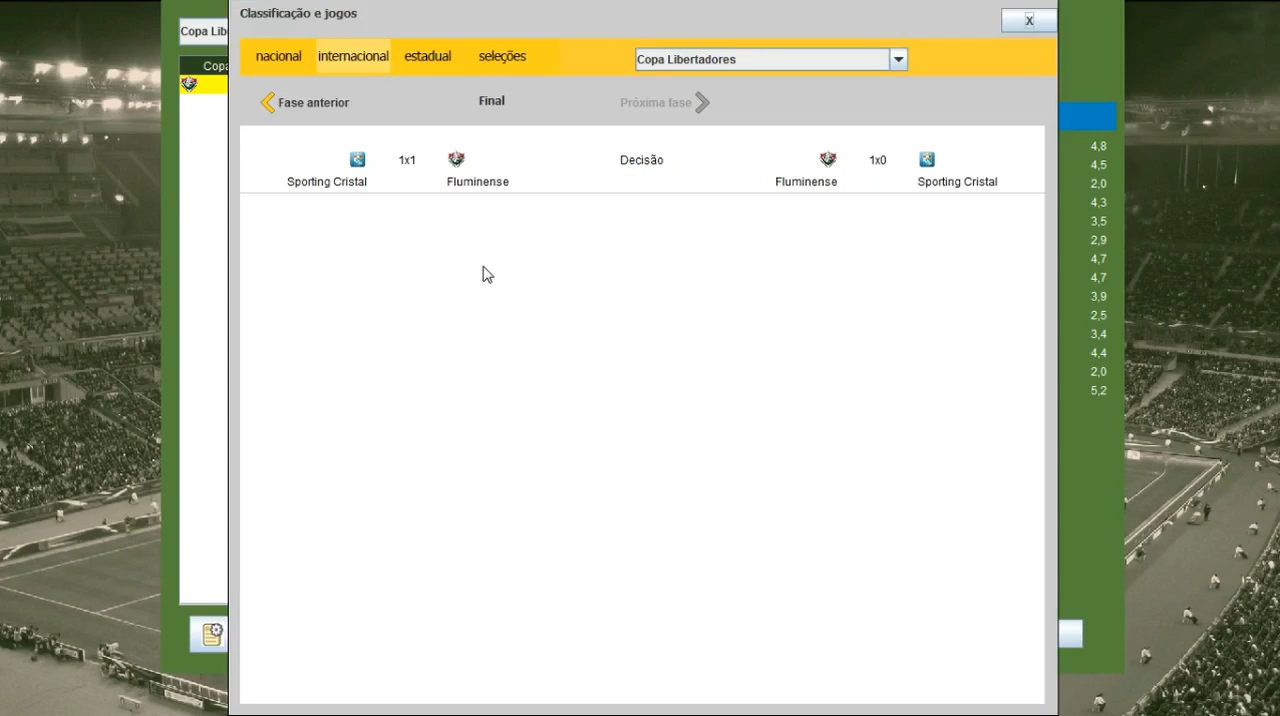 Classificação e jogos
X
Copa Lib
Copa
nacional internacional estadual seleções
Copa Libertadores
Fase anterior Final Próxima fase
1x1 Decisão 1x0
Sporting Cristal Fluminense Fluminense Sporting Cristal
4,8
4,5
2,0
4,3
3,5
2,9
4,7
4,7
3,9
2,5
3,4
4,4
2,0
5,2